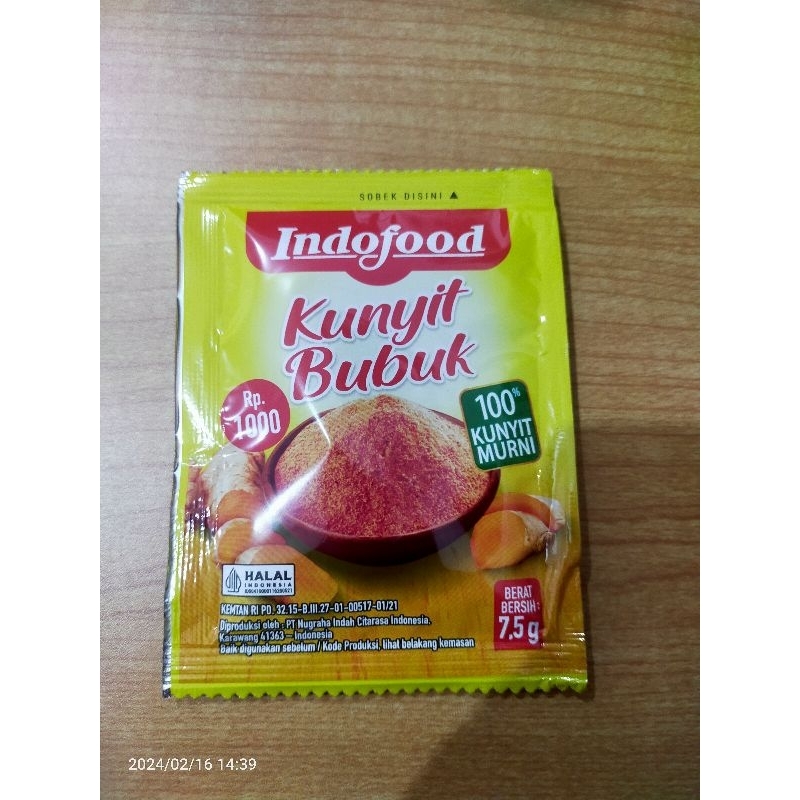 SOBEK DISINI ▲
Indofood
Kunyit
Bubuk
Rp.
1000
100%
KUNYIT
MURNI
HALAL
INDONESIA
KEMTAN RI PD. 32.15-B.III.27-01-00517-01/21
Diproduksi oleh : PT Nugraha Indah Citarasa Indonesia.
Karawang 41363 – Indonesia
Baik digunakan sebelum / Kode Produksi, lihat belakang kemasan
BERAT
BERSIH:
7,5 g
2024/02/16 14:39